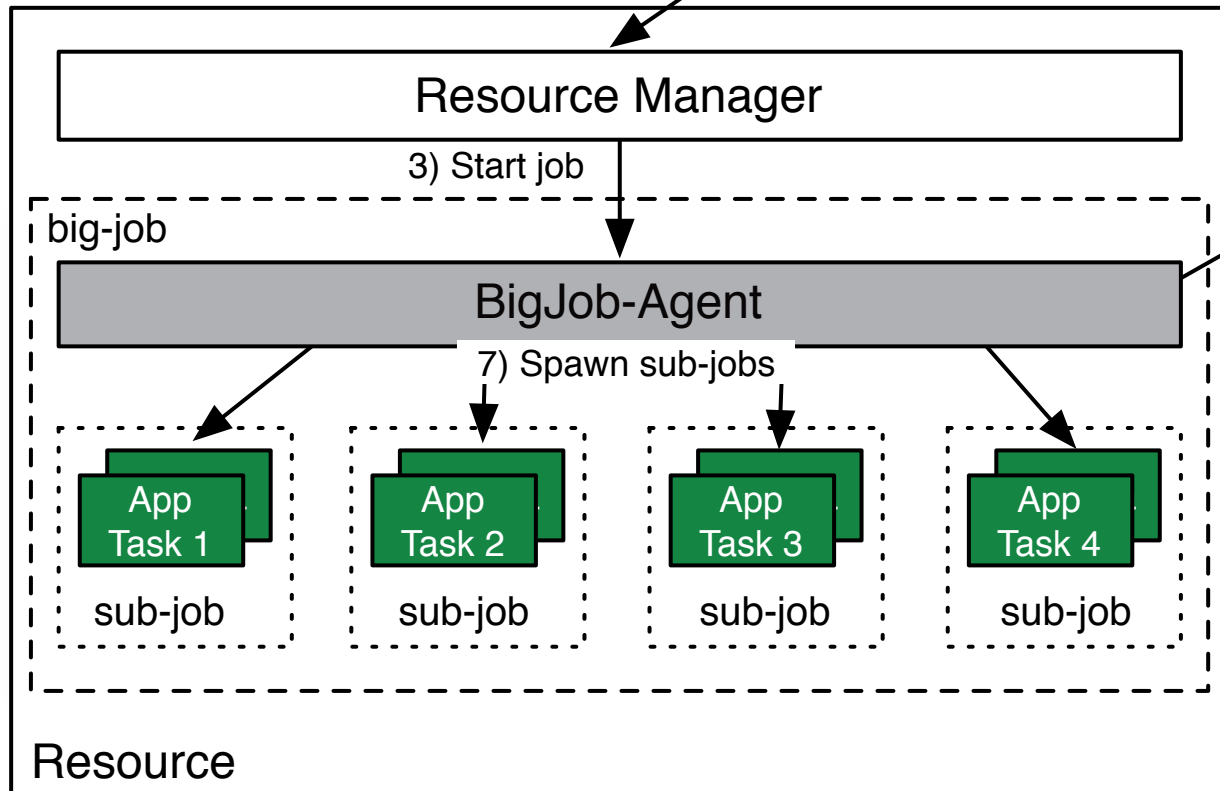 Resource Manager
3) Start job
big-job
BigJob-Agent
7) Spawn sub-jobs
App
Task 1
App
Task 2
App
Task 3
App
Task 4
sub-job
sub-job
sub-job
sub-job
Resource